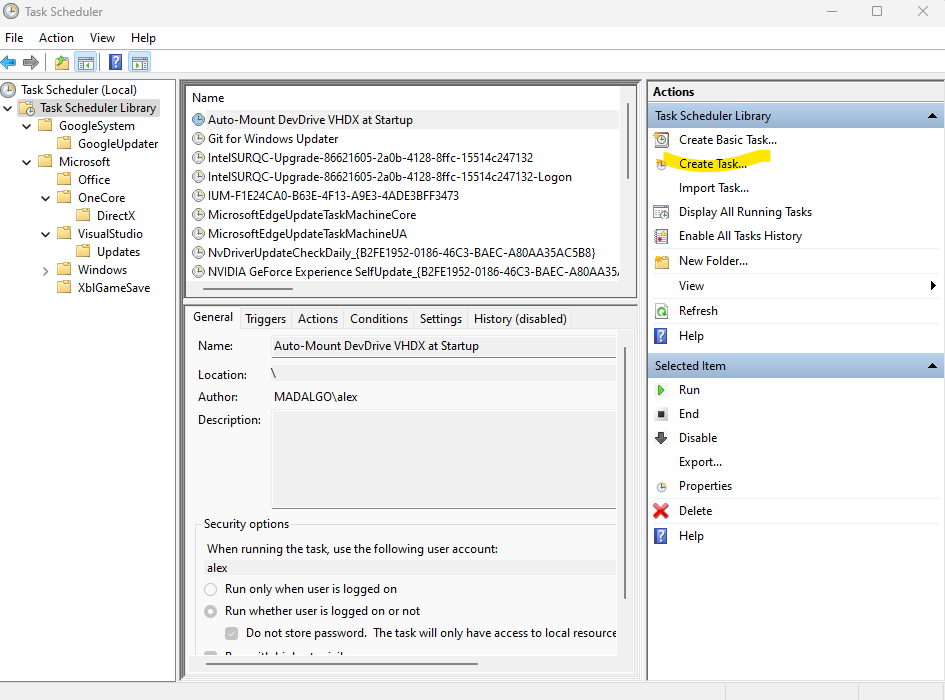 Task Scheduler
File Action View Help
Task Scheduler (Local)
Task Scheduler Library
GoogleSystem
GoogleUpdater
Microsoft
Office
OneCore
DirectX
VisualStudio
Updates
Windows
XblGameSave
Name
Auto-Mount DevDrive VHDX at Startup
Git for Windows Updater
IntelSURQC-Upgrade-86621605-2a0b-4128-8ffc-15514c247132
IntelSURQC-Upgrade-86621605-2a0b-4128-8ffc-15514c247132-Logon
IUM-F1E24CA0-B63E-4F13-A9E3-4ADE3BFF3473
MicrosoftEdgeUpdateTaskMachineCore
MicrosoftEdgeUpdateTaskMachineUA
NvDriverUpdateCheckDaily_{B2FE1952-0186-46C3-BAEC-A80AA35AC5B8}
NVIDIA GeForce Experience SelfUpdate_{B2FE1952-0186-46C3-BAEC-A80AA35
General Triggers Actions Conditions Settings History (disabled)
Name: Auto-Mount DevDrive VHDX at Startup
Location: \
Author: MADALGO\alex
Description:
Security options
When running the task, use the following user account:
alex
Run only when user is logged on
Run whether user is logged on or not
Do not store password. The task will only have access to local resource
Actions
Task Scheduler Library
Create Basic Task...
Create Task...
Import Task...
Display All Running Tasks
Enable All Tasks History
New Folder...
View
Refresh
Help
Selected Item
Run
End
Disable
Export...
Properties
Delete
Help